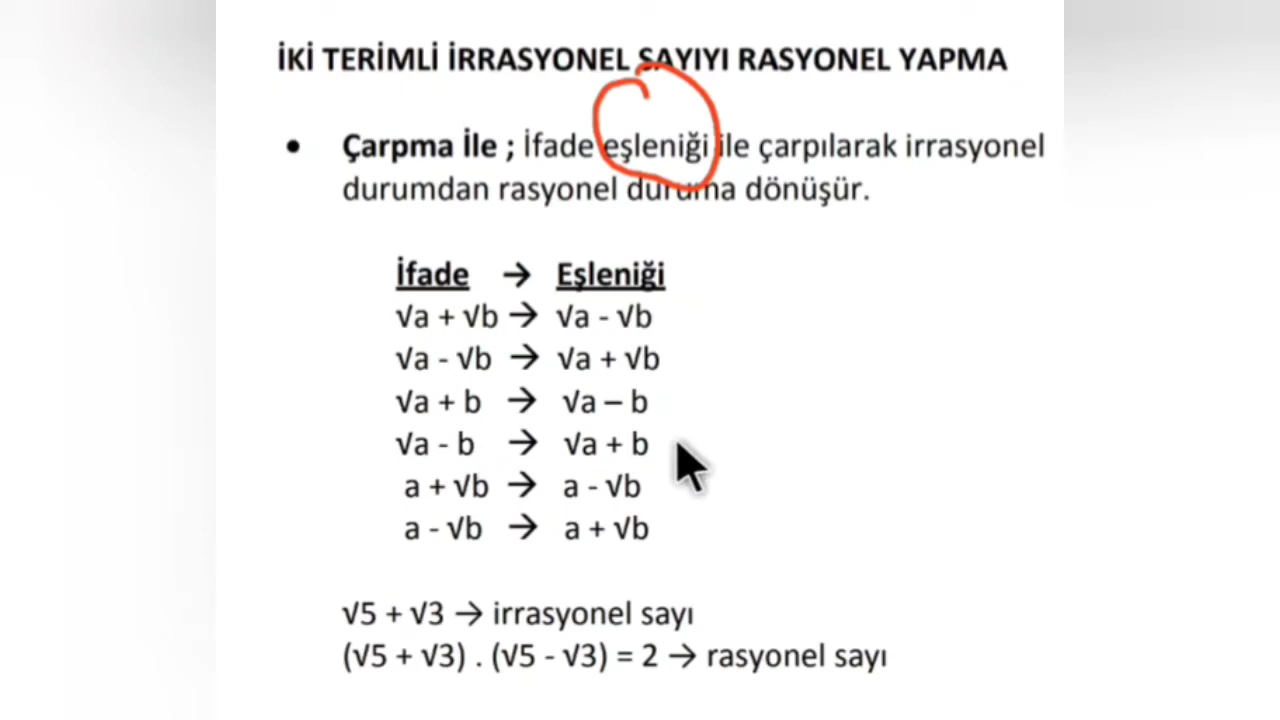 İKİ TERİMLİ İRRASYONEL SAYIYI RASYONEL YAPMA
• Çarpma İle ; İfade eşleniği ile çarpılarak irrasyonel
durumdan rasyonel duruma dönüşür.
İfade → Eşleniği
√a + √b → √a - √b
√a - √b → √a + √b
√a + b → √a – b
√a - b → √a + b
a + √b → a - √b
a - √b → a + √b
√5 + √3 → irrasyonel sayı
(√5 + √3) . (√5 - √3) = 2 → rasyonel sayı